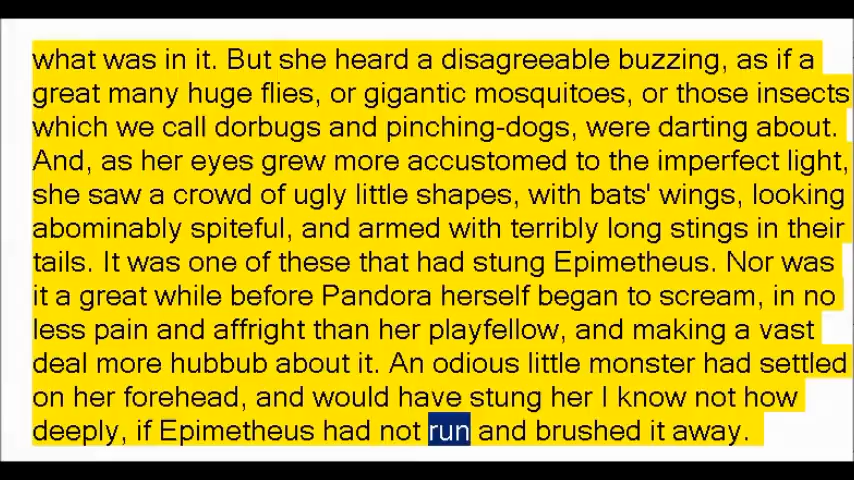 what was in it. But she heard a disagreeable buzzing, as if a
great many huge flies, or gigantic mosquitoes, or those insects
which we call dorbugs and pinching-dogs, were darting about.
And, as her eyes grew more accustomed to the imperfect light,
she saw a crowd of ugly little shapes, with bats' wings, looking
abominably spiteful, and armed with terribly long stings in their
tails. It was one of these that had stung Epimetheus. Nor was
it a great while before Pandora herself began to scream, in no
less pain and affright than her playfellow, and making a vast
deal more hubbub about it. An odious little monster had settled
on her forehead, and would have stung her I know not how
deeply, if Epimetheus had not run and brushed it away.